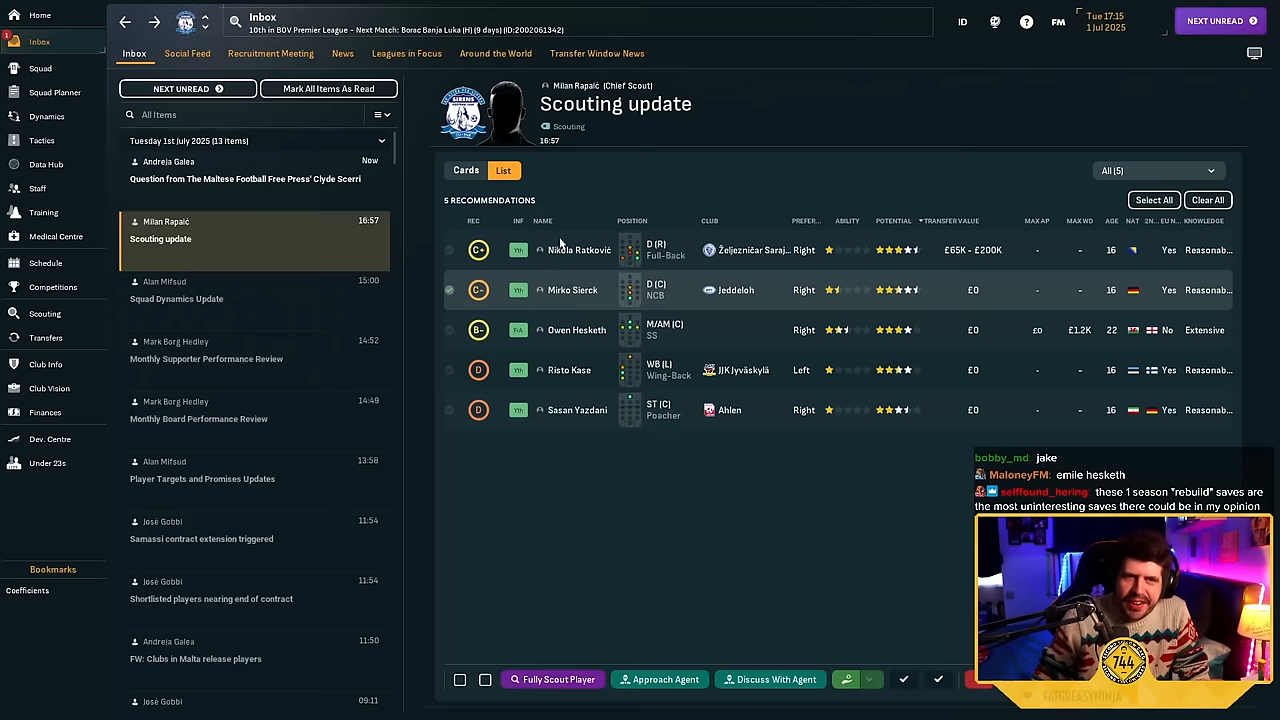 Home
1
Inbox
Squad
Squad Planner
Dynamics
Tactics
Data Hub
Staff
Training
Medical Centre
Schedule
Competitions
Scouting
Transfers
Club Info
Club Vision
Finances
Dev. Centre
Under 23s
Bookmarks
Coefficients
Inbox
10th in BOV Premier League - Next Match: Borac Banja Luka (H) (9 days) (ID:2002061342)
ID
FM
Tue 17:15
1 Jul 2025
NEXT UNREAD
Inbox
Social Feed
Recruitment Meeting
News
Leagues in Focus
Around the World
Transfer Window News
NEXT UNREAD
Mark All Items As Read
All Items
Tuesday 1st July 2025 (13 items)
Andreja Galea Now
Question from The Maltese Football Free Press' Clyde Scerri
Milan Rapaić 16:57
Scouting update
Alan Mifsud 15:00
Squad Dynamics Update
Mark Borg Hedley 14:52
Monthly Supporter Performance Review
Mark Borg Hedley 14:49
Monthly Board Performance Review
Alan Mifsud 13:58
Player Targets and Promises Updates
José Gobbi 11:54
Samassi contract extension triggered
José Gobbi 11:54
Shortlisted players nearing end of contract
Andreja Galea 11:50
FW: Clubs in Malta release players
José Gobbi 09:11
SIRENS
Milan Rapaić (Chief Scout)
Scouting update
Scouting
16:57
Cards List
All (5)
5 RECOMMENDATIONS
Select All Clear All
REC INF NAME POSITION CLUB PREFER... ABILITY POTENTIAL TRANSFER VALUE MAX AP MAX WD AGE NAT 2N... EU N... KNOWLEDGE
C+ Yth Nikola Ratković D (R) Full-Back Željezničar Saraj... Right £65K - £200K - - 16 Yes Reasonab...
C- Yth Mirko Sierck D (C) NCB Jeddeloh Right £0 - - 16 Yes Reasonab...
B- FrA Owen Hesketh M/AM (C) SS Right £0 £0 £1.2K 22 No Extensive
D Yth Risto Kase WB (L) Wing-Back JJK Jyväskylä Left £0 - - 16 Yes Reasonab...
D Yth Sasan Yazdani ST (C) Poacher Ahlen Right £0 - - 16 Yes Reasonab...
Fully Scout Player
Approach Agent
Discuss With Agent
bobby_md: jake
MaloneyFM: emile hesketh
selffound_hering: these 1 season "rebuild" saves are
the most uninteresting saves there could be in my opinion
744
FATGREASYNINJA